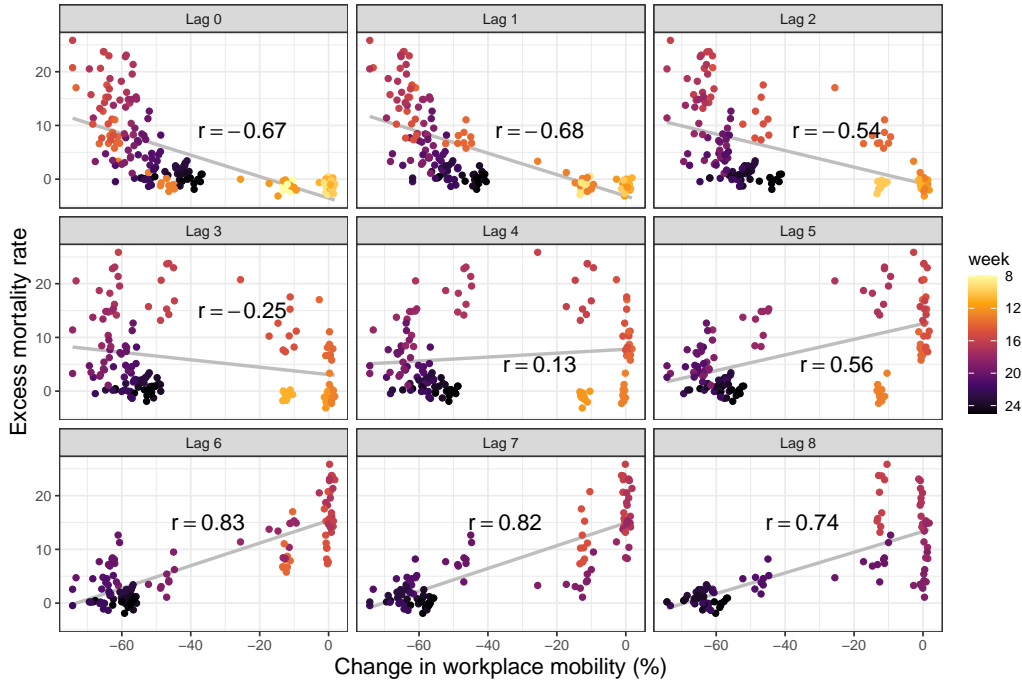 Lag 0
Lag 1
Lag 2
20
10
0
r = −0.67
r = −0.68
r = −0.54
Lag 3
Lag 4
Lag 5
20
10
0
r = −0.25
r = 0.13
r = 0.56
Lag 6
Lag 7
Lag 8
20
10
0
r = 0.83
r = 0.82
r = 0.74
−60 −40 −20 0
−60 −40 −20 0
−60 −40 −20 0
Change in workplace mobility (%)
Excess mortality rate
week
8
12
16
20
24